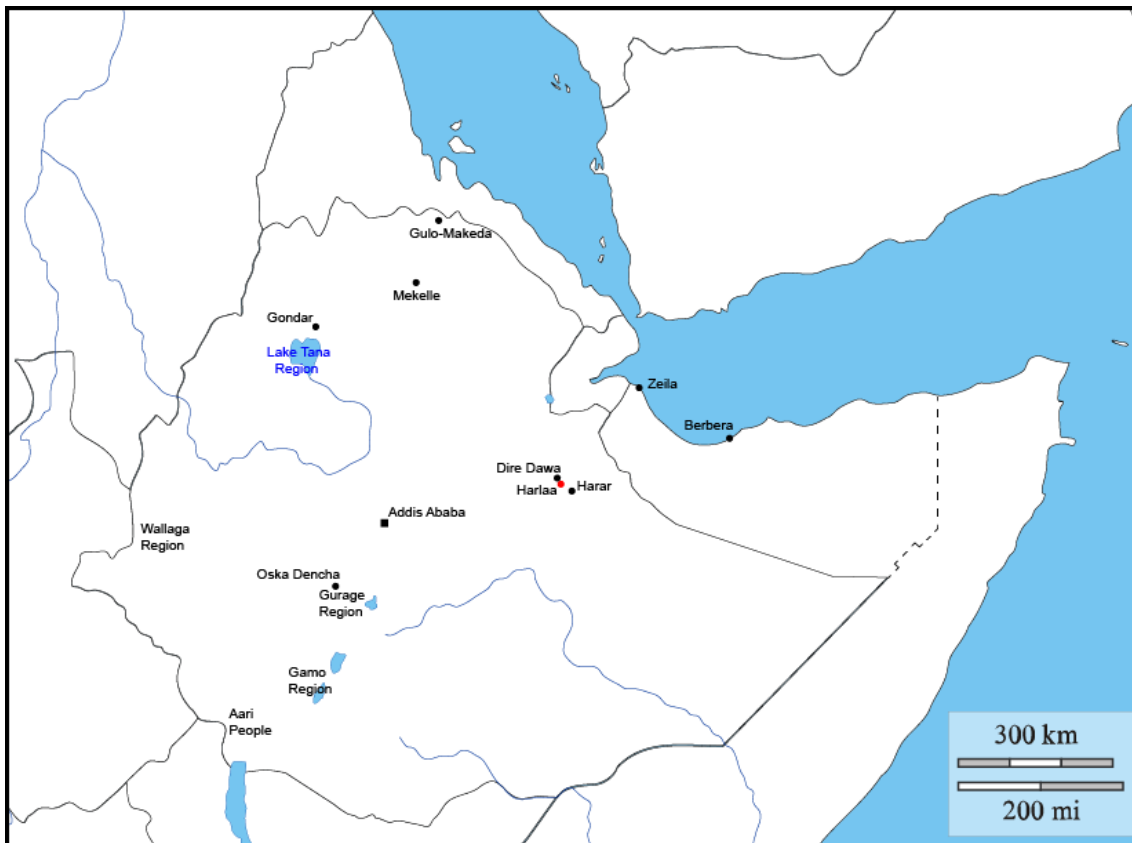 Gulo-Makeda
Mekelle
Gondar
Lake Tana
Region
Zeila
Berbera
Dire Dawa
Harlaa
Harar
Addis Ababa
Wallaga
Region
Oska Dencha
Gurage
Region
Gamo
Region
Aari
People
300 km
200 mi